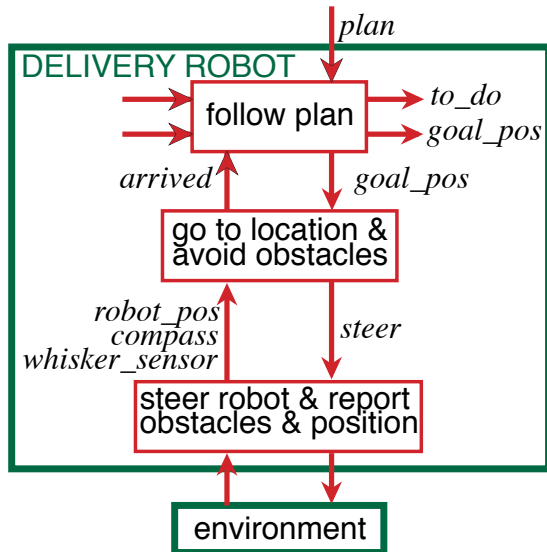 plan
DELIVERY ROBOT
follow plan
to_do
goal_pos
arrived
goal_pos
go to location &
avoid obstacles
robot_pos
compass
whisker_sensor
steer
steer robot & report
obstacles & position
environment